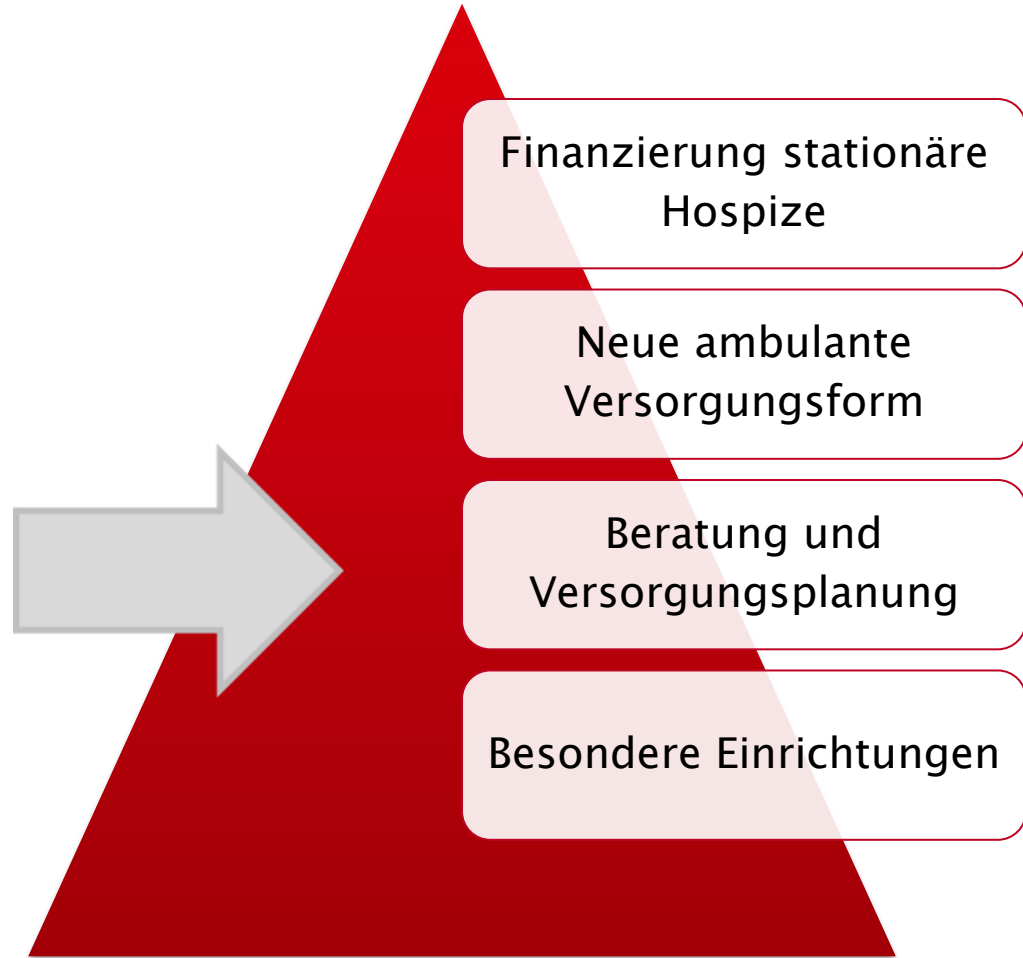 Finanzierung stationäre
Hospize
Neue ambulante
Versorgungsform
Beratung und
Versorgungsplanung
Besondere Einrichtungen